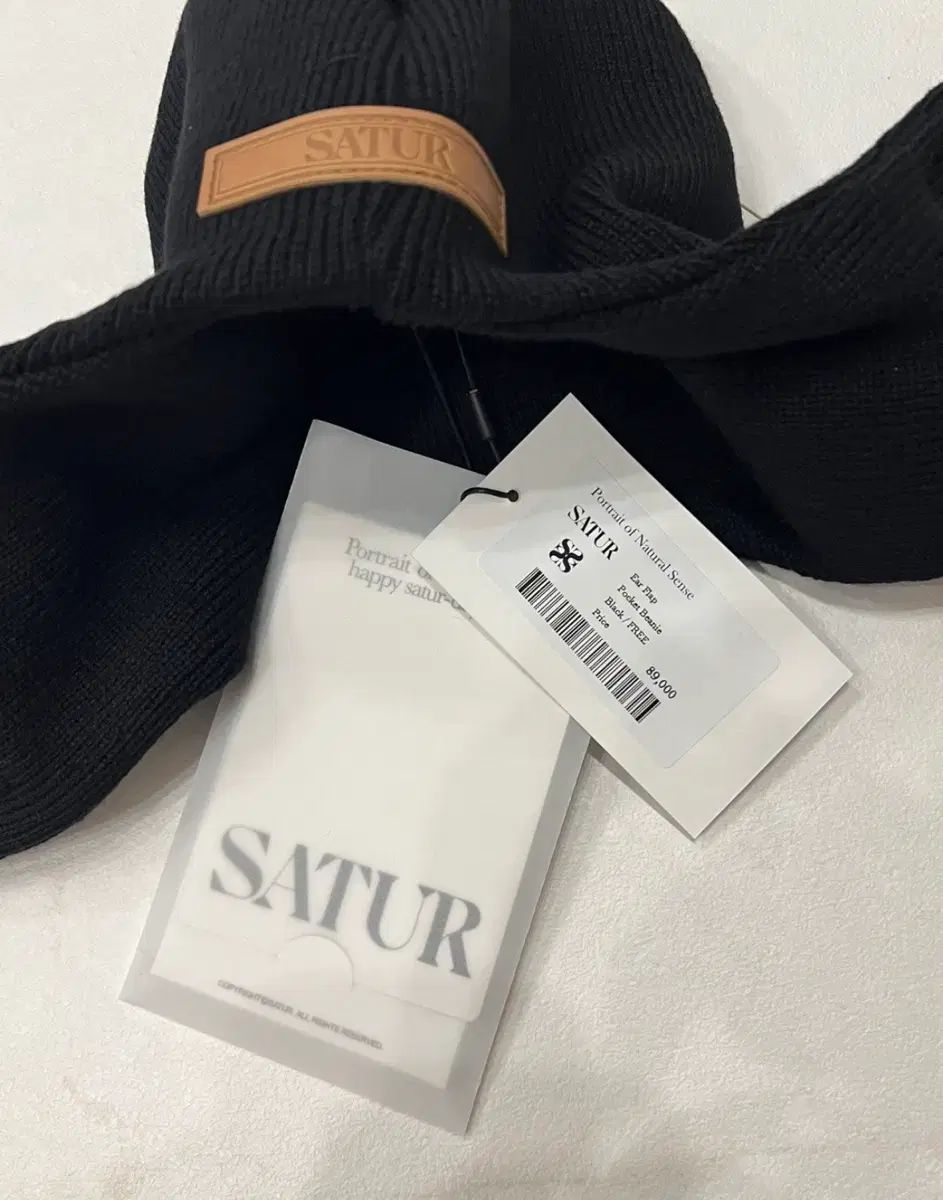 SATUR
Portrait of Natural Sense
SATUR
Ear Flap
Pocket Beanie
Black / FREE
Price
89,000
Portrait
happy satur-
SATUR
COPYRIGHT©SATUR. ALL RIGHTS RESERVED.